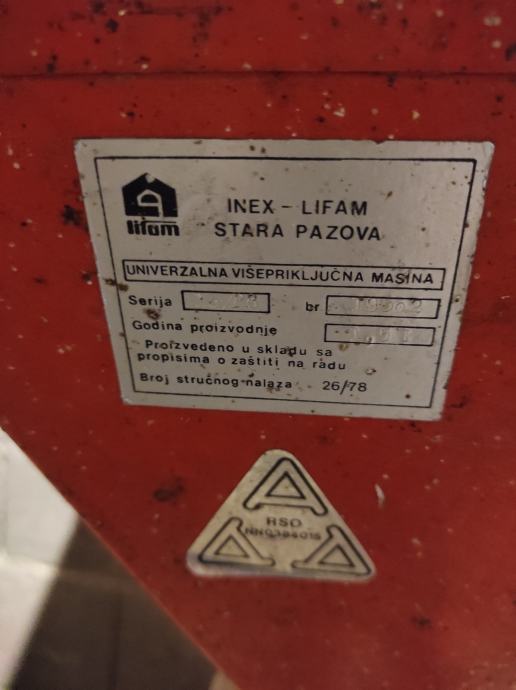 lifam
INEX - LIFAM
STARA PAZOVA
UNIVERZALNA VIŠEPRIKLJUČNA MAŠINA
Serija br
Godina proizvodnje
Proizvedeno u skladu sa
propisima o zaštiti na radu
Broj stručnog nalaza 26/78
A
RSO
A A